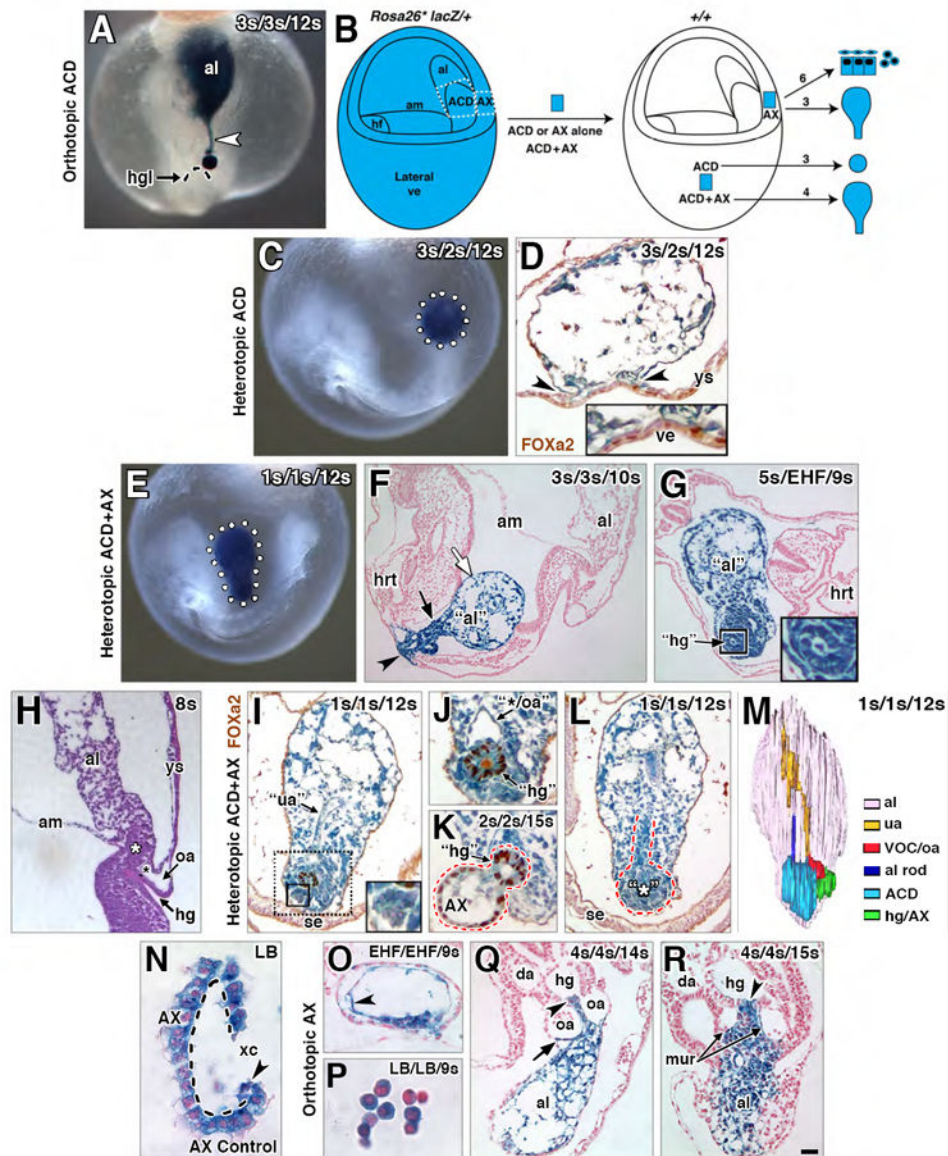 Orthotopic ACD
A
3s/3s/12s
al
hgl
B
Rosa26* lacZ/+
+/+
al
ACD
AX
am
hf
Lateral
ve
ACD or AX alone
ACD+AX
AX
6
3
ACD
3
ACD+AX
4
Heterotopic ACD
C
3s/2s/12s
D
3s/2s/12s
ys
FOXa2
ve
Heterotopic ACD+AX
E
1s/1s/12s
F
3s/3s/10s
am
al
hrt
"al"
G
5s/EHF/9s
"al"
hrt
"hg"
H
8s
al
ys
am
*
*
oa
hg
Heterotopic ACD+AX
FOXa2
I
1s/1s/12s
"ua"
se
J
"*/oa"
"hg"
K
2s/2s/15s
"hg"
AX
L
1s/1s/12s
"*"
se
M
1s/1s/12s
al
ua
VOC/oa
al rod
ACD
hg/AX
N
LB
AX
xc
AX Control
Orthotopic AX
O
EHF/EHF/9s
P
LB/LB/9s
Q
4s/4s/14s
da
hg
oa
oa
al
R
4s/4s/15s
da
hg
mur
al